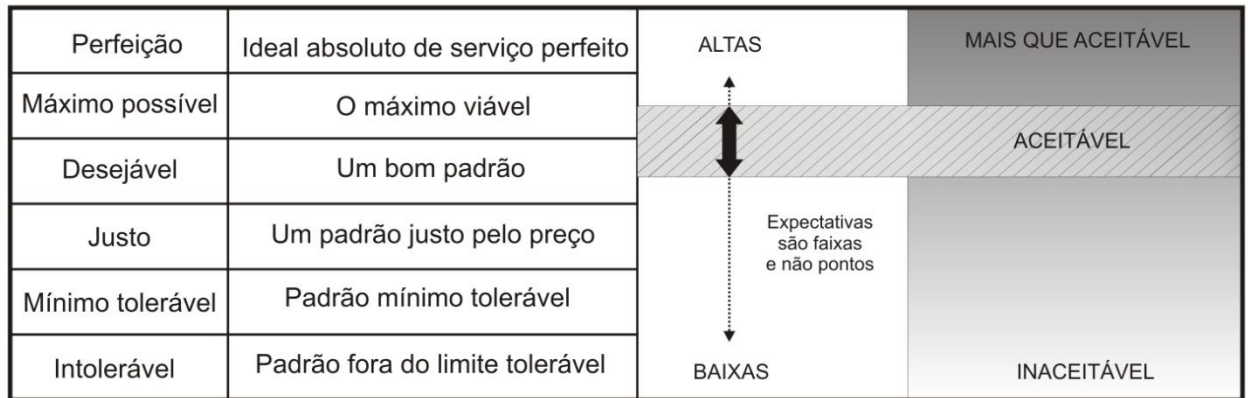 Perfeição
Ideal absoluto de serviço perfeito
ALTAS
MAIS QUE ACEITÁVEL
Máximo possível
O máximo viável
Desejável
Um bom padrão
ACEITÁVEL
Justo
Um padrão justo pelo preço
Expectativas
são faixas
e não pontos
Mínimo tolerável
Padrão mínimo tolerável
Intolerável
Padrão fora do limite tolerável
BAIXAS
INACEITÁVEL